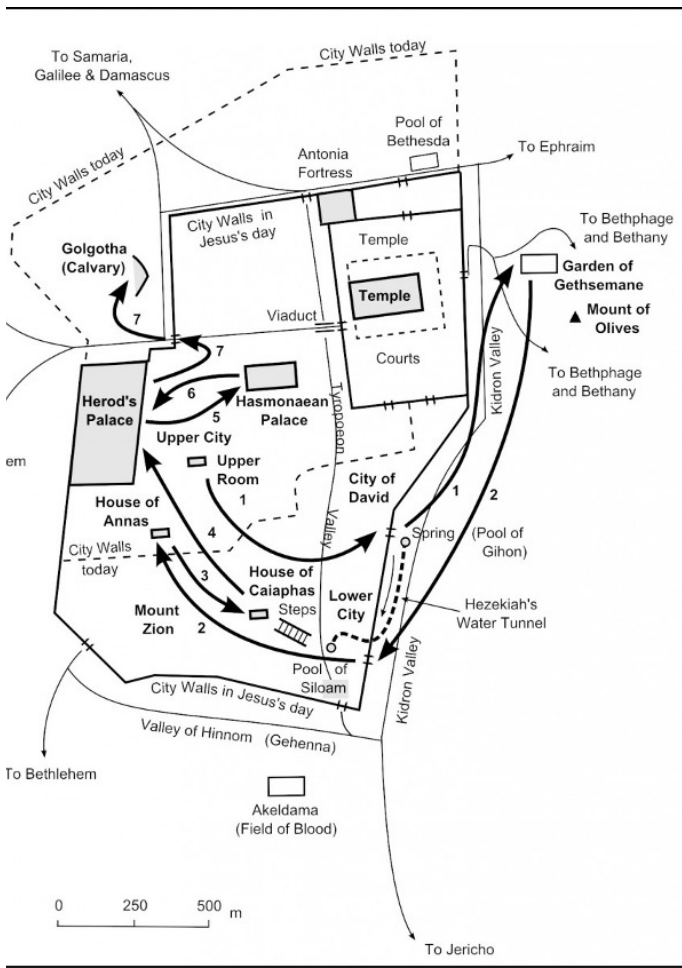 City Walls today
To Samaria,
Galilee & Damascus
Pool of
Bethesda
To Ephraim
Antonia
Fortress
City Walls today
City Walls in
Jesus's day
To Bethphage
and Bethany
Temple
Golgotha
(Calvary)
Garden of
Gethsemane
Temple
Mount of
Olives
Viaduct
7
7
Courts
Kidron Valley
To Bethphage
and Bethany
6
Herod's
Palace
5
Hasmonaean
Palace
Tyropoeon
Valley
Upper City
em
Upper
Room
City of
David
1
1
2
House of
Annas
4
Spring
(Pool of
Gihon)
City Walls
today
3
House of
Caiaphas
Lower
City
Hezekiah's
Water Tunnel
Mount
Zion
2
Steps
Pool of
Siloam
Kidron Valley
City Walls in Jesus's day
Valley of Hinnom (Gehenna)
To Bethlehem
Akeldama
(Field of Blood)
0 250 500 m
To Jericho